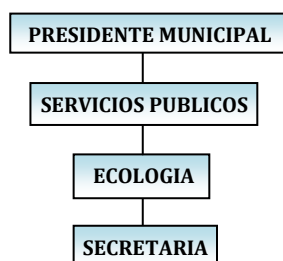 PRESIDENTE MUNICIPAL
SERVICIOS PUBLICOS
ECOLOGIA
SECRETARIA